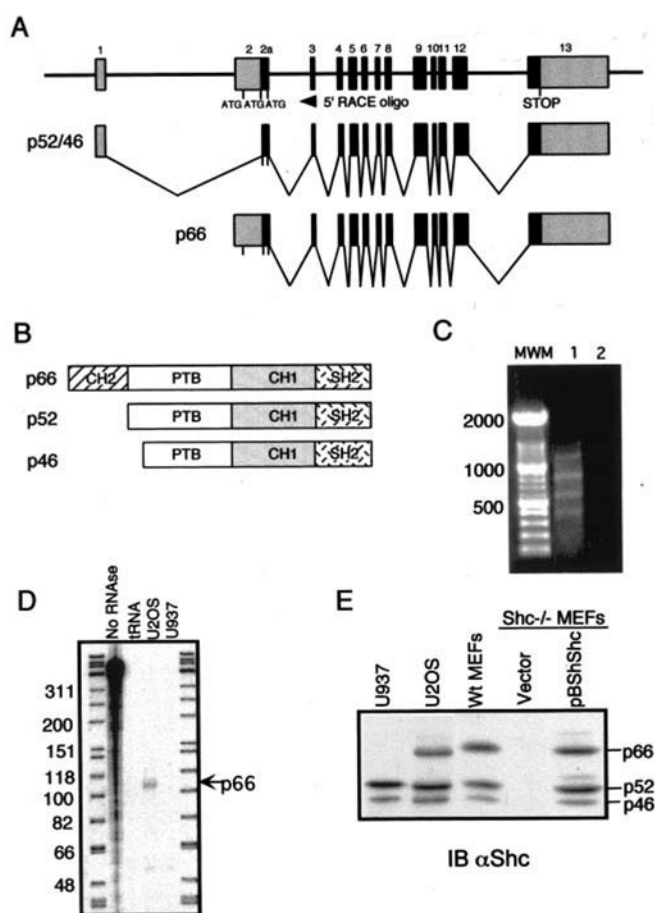 A
1 2 2a 3 4 5 6 7 8 9 10 11 12 13
ATG ATG ATG
5' RACE oligo
STOP
p52/46
p66
B
p66 CH2 PTB CH1 SH2
p52 PTB CH1 SH2
p46 PTB CH1 SH2
C
MWM 1 2
2000
1000
500
D
No RNAse
tRNA
U2OS
U937
311
200
151
118
100
82
66
48
p66
E
Shc-/- MEFs
U937
U2OS
Wt MEFs
Vector
pBShShc
p66
p52
p46
IB αShc